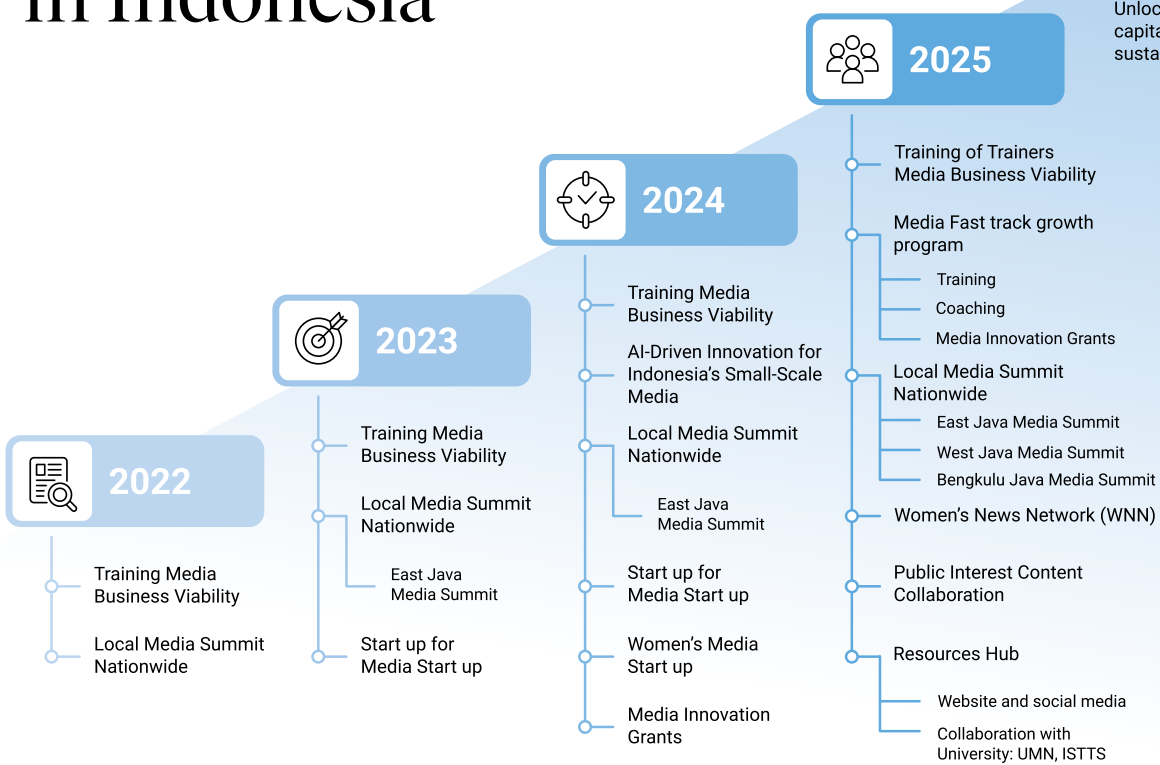 in Indonesia
2022
Training Media
Business Viability
Local Media Summit
Nationwide
2023
Training Media
Business Viability
Local Media Summit
Nationwide
East Java
Media Summit
Start up for
Media Start up
2024
Training Media
Business Viability
AI-Driven Innovation for
Indonesia’s Small-Scale
Media
Local Media Summit
Nationwide
East Java
Media Summit
Start up for
Media Start up
Women’s Media
Start up
Media Innovation
Grants
2025
Training of Trainers
Media Business Viability
Media Fast track growth
program
Training
Coaching
Media Innovation Grants
Local Media Summit
Nationwide
East Java Media Summit
West Java Media Summit
Bengkulu Java Media Summit
Women’s News Network (WNN)
Public Interest Content
Collaboration
Resources Hub
Website and social media
Collaboration with
University: UMN, ISTTS